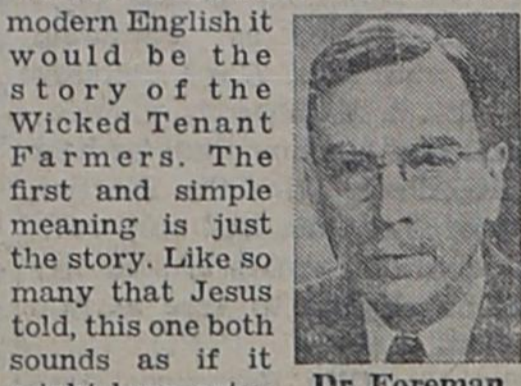 modern English it
would be the
story of the
Wicked Tenant
Farmers. The
first and simple
meaning is just
the story. Like so
many that Jesus
told, this one both
sounds as if it
Dr. Foreman